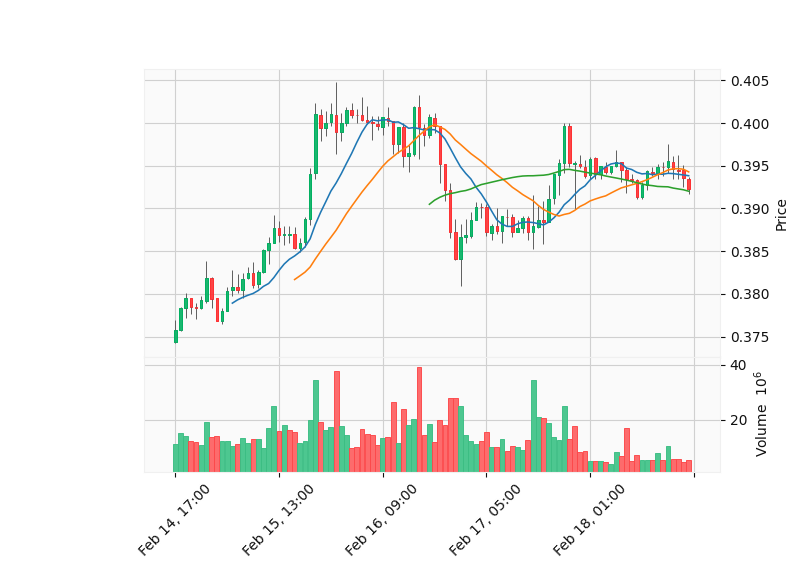 0.405
0.400
0.395
0.390
0.385
0.380
0.375
Price
40
20
Volume 10^6
Feb 14, 17:00
Feb 15, 13:00
Feb 16, 09:00
Feb 17, 05:00
Feb 18, 01:00